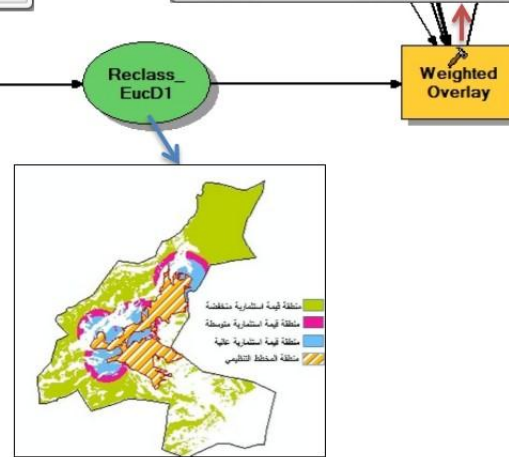 Reclass_
EucD1
Weighted
Overlay
منطقة قيمة استثمارية منخفضة
منطقة قيمة استثمارية متوسطة
منطقة قيمة استثمارية عالية
منطقة المخطط التنظيمي